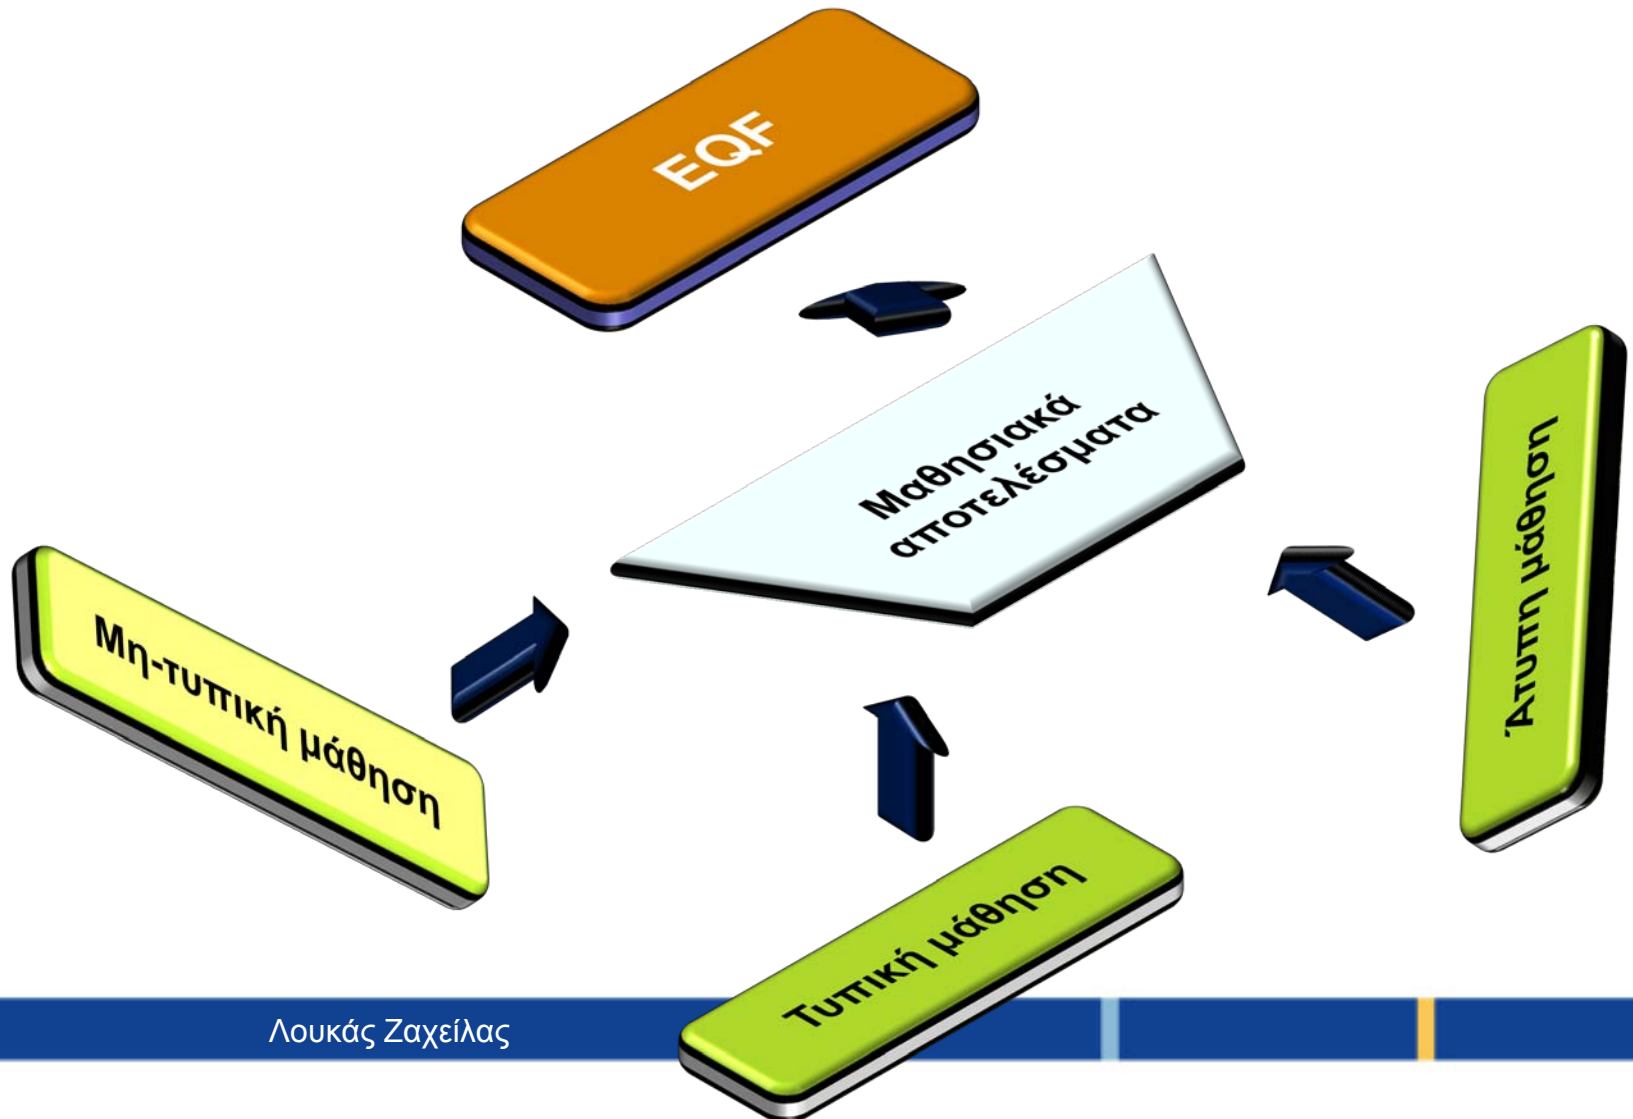 EQF
Μαθησιακά
αποτελέσματα
Άτυπη μάθηση
Μη-τυπική μάθηση
Τυπική μάθηση
Λουκάς Ζαχείλας